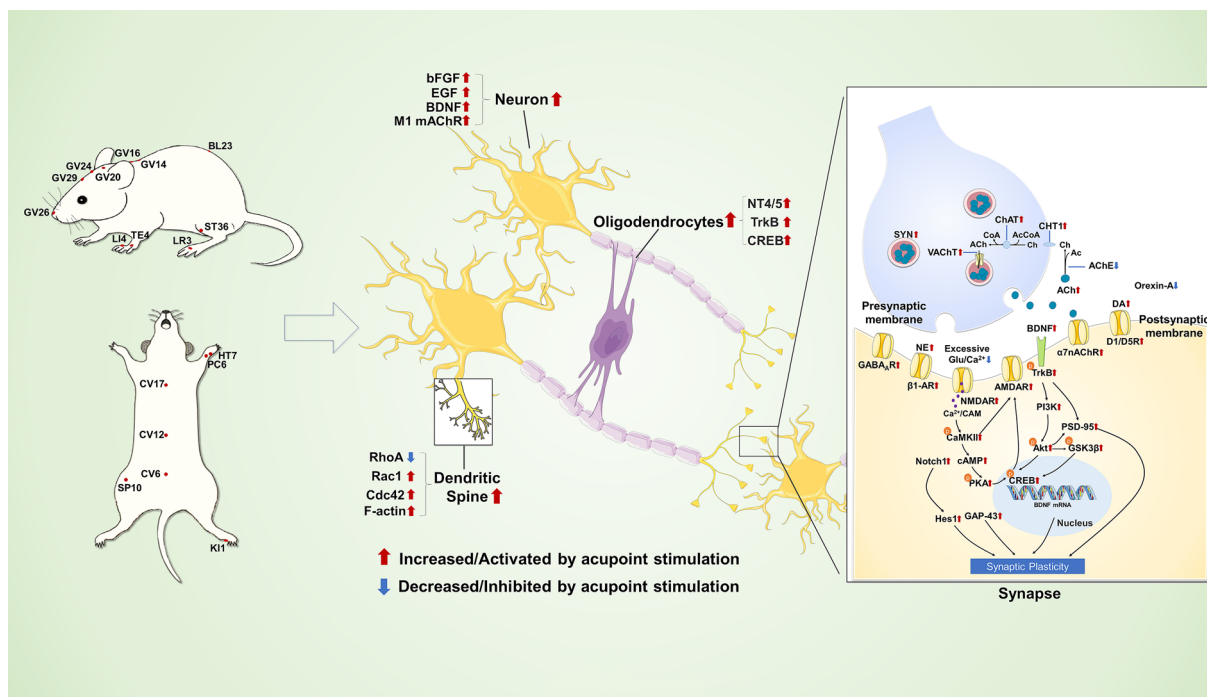 GV16
BL23
GV24
GV14
GV29
GV20
GV26
LI4
TE4
LR3
ST36
HT7
PC6
CV17
CV12
CV6
SP10
KI1
bFGF
EGF
BDNF
M1 mAChR
Neuron
Oligodendrocytes
NT4/5
TrkB
CREB
RhoA
Rac1
Cdc42
F-actin
Dendritic
Spine
Increased/Activated by acupoint stimulation
Decreased/Inhibited by acupoint stimulation
SYN
ChAT
CHT1
CoA
AcCoA
VAChT
ACh
Ch
Ch
Ac
AChE
ACh
Orexin-A
Presynaptic
membrane
DA
Postsynaptic
membrane
BDNF
NE
Excessive
Glu/Ca²⁺
α7nAChR
D1/D5R
GABAAR
β1-AR
AMDAR
P
TrkB
NMDAR
Ca²⁺/CAM
PI3K
P
CaMKII
PSD-95
P
Akt
P
GSK3β
Notch1
cAMP
P
PKA
P
CREB
BDNF mRNA
Hes1
GAP-43
Nucleus
Synaptic Plasticity
Synapse